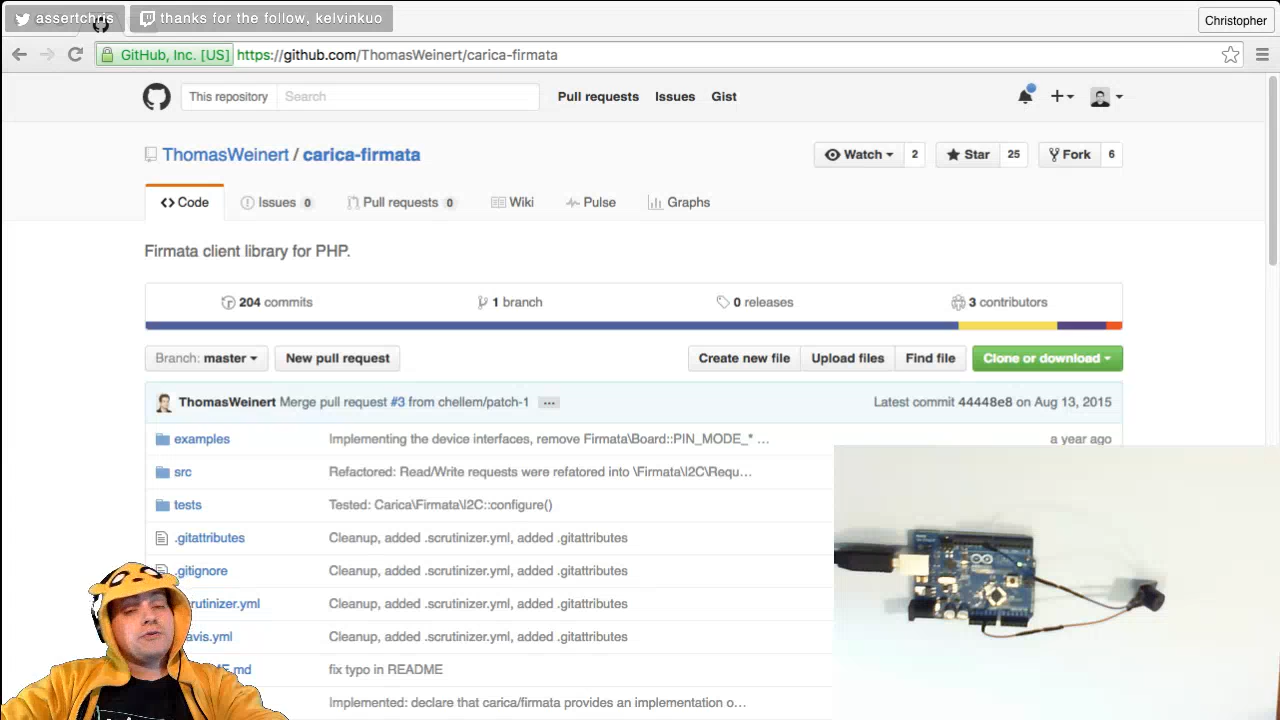 assertchris thanks for the follow, kelvinkuo
Christopher
GitHub, Inc. [US] https://github.com/ThomasWeinert/carica-firmata
This repository Search Pull requests Issues Gist
ThomasWeinert / carica-firmata Watch 2 Star 25 Fork 6
Code Issues 0 Pull requests 0 Wiki Pulse Graphs
Firmata client library for PHP.
204 commits 1 branch 0 releases 3 contributors
Branch: master New pull request Create new file Upload files Find file Clone or download
ThomasWeinert Merge pull request #3 from chellem/patch-1 … Latest commit 44448e8 on Aug 13, 2015
examples Implementing the device interfaces, remove Firmata\Board::PIN_MODE_* … a year ago
src Refactored: Read/Write requests were refatored into \Firmata\I2C\Requ…
tests Tested: Carica\Firmata\I2C::configure()
.gitattributes Cleanup, added .scrutinizer.yml, added .gitattributes
.gitignore Cleanup, added .scrutinizer.yml, added .gitattributes
crutinizer.yml Cleanup, added .scrutinizer.yml, added .gitattributes
avis.yml Cleanup, added .scrutinizer.yml, added .gitattributes
.md fix typo in README
Implemented: declare that carica/firmata provides an implementation o…